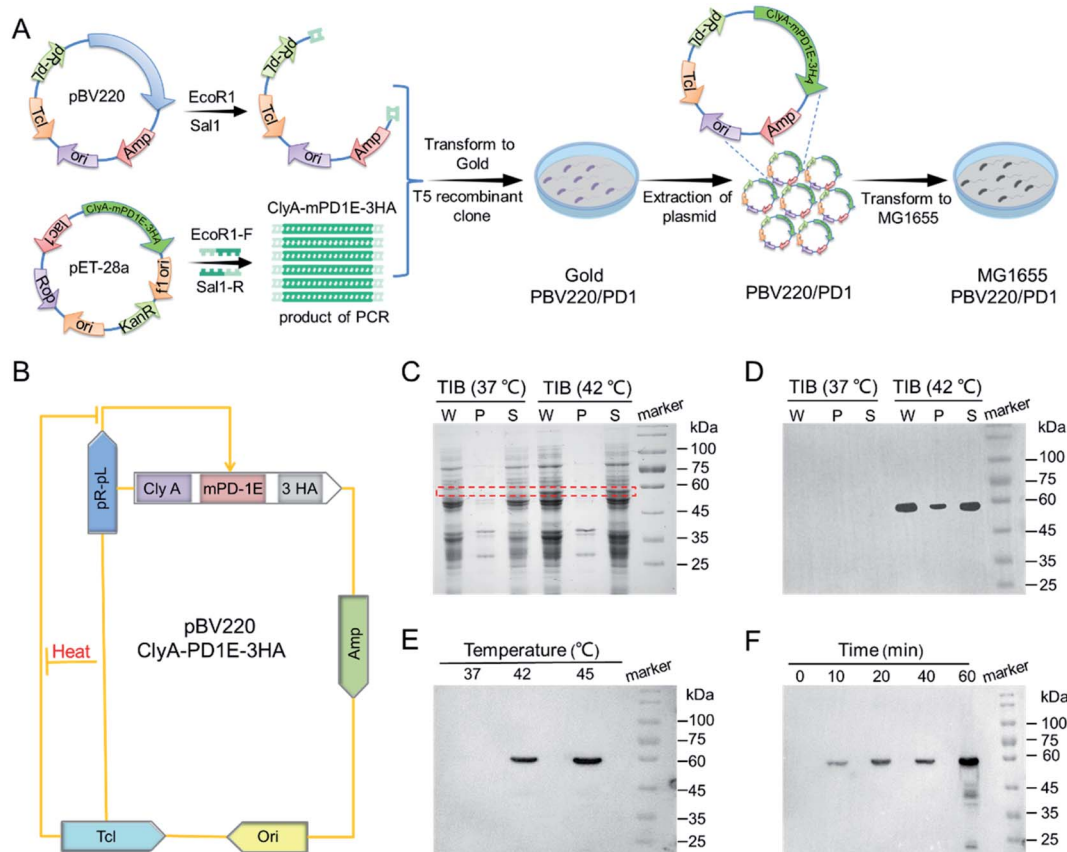 A
pR-pL
pBV220
TcI
ori
Amp
EcoR1
Sal1
pR-pL
TcI
ori
Amp
lac1
ClyA-mPD1E-3HA
pET-28a
Rop
ori
KanR
f1 ori
EcoR1-F
Sal1-R
ClyA-mPD1E-3HA
product of PCR
Transform to
Gold
T5 recombinant
clone
Gold
PBV220/PD1
Extraction of
plasmid
pR-pL
ClyA-mPD1E-3HA
TcI
ori
Amp
PBV220/PD1
Transform to
MG1655
MG1655
PBV220/PD1
B
pR-pL
Cly A
mPD-1E
3 HA
pBV220
ClyA-PD1E-3HA
Heat
Amp
TcI
Ori
C
TIB (37 ℃) TIB (42 ℃)
W P S W P S marker
kDa
100
75
60
45
35
25
D
TIB (37 ℃) TIB (42 ℃)
W P S W P S marker
kDa
100
75
60
45
35
25
E
Temperature (℃)
37 42 45 marker
kDa
100
75
60
45
35
25
F
Time (min)
0 10 20 40 60 marker
kDa
100
75
60
45
35
25